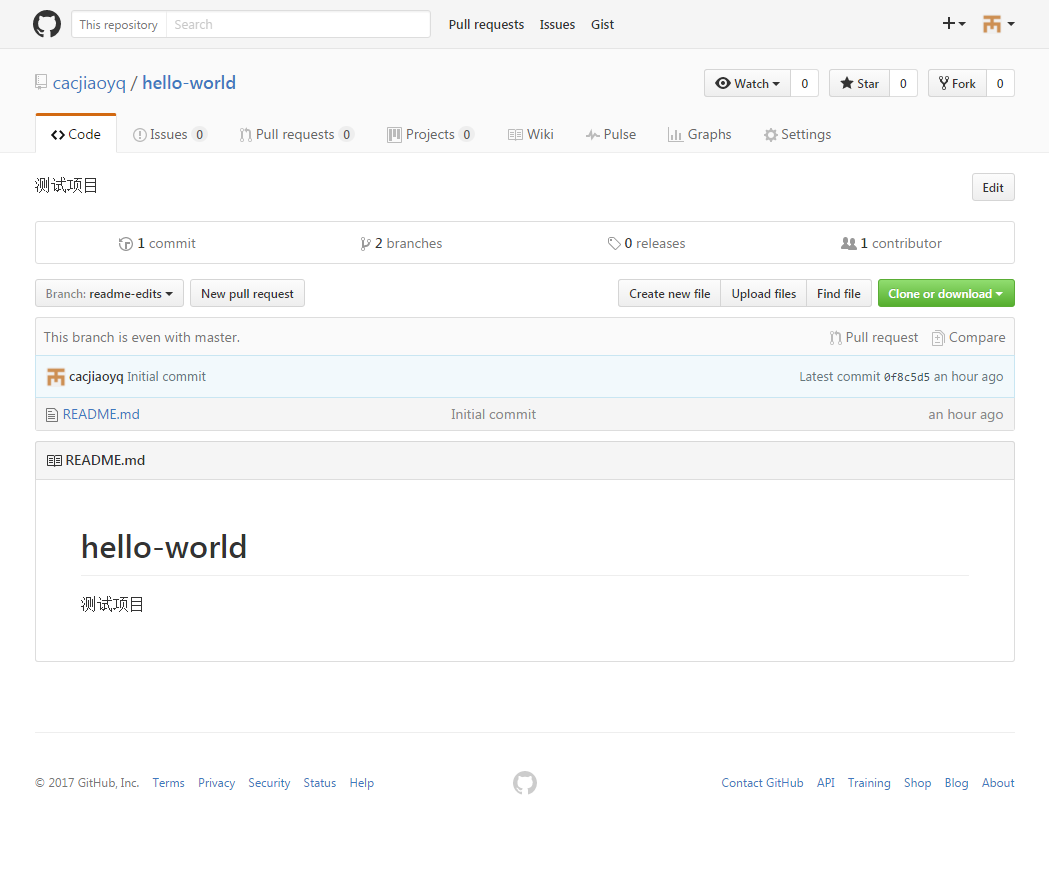 This repository Search Pull requests Issues Gist
cacjiaoyq / hello-world Watch 0 Star 0 Fork 0
Code Issues 0 Pull requests 0 Projects 0 Wiki Pulse Graphs Settings
测试项目 Edit
1 commit 2 branches 0 releases 1 contributor
Branch: readme-edits New pull request Create new file Upload files Find file Clone or download
This branch is even with master. Pull request Compare
cacjiaoyq Initial commit Latest commit 0f8c5d5 an hour ago
README.md Initial commit an hour ago
README.md
hello-world
测试项目
© 2017 GitHub, Inc. Terms Privacy Security Status Help Contact GitHub API Training Shop Blog About